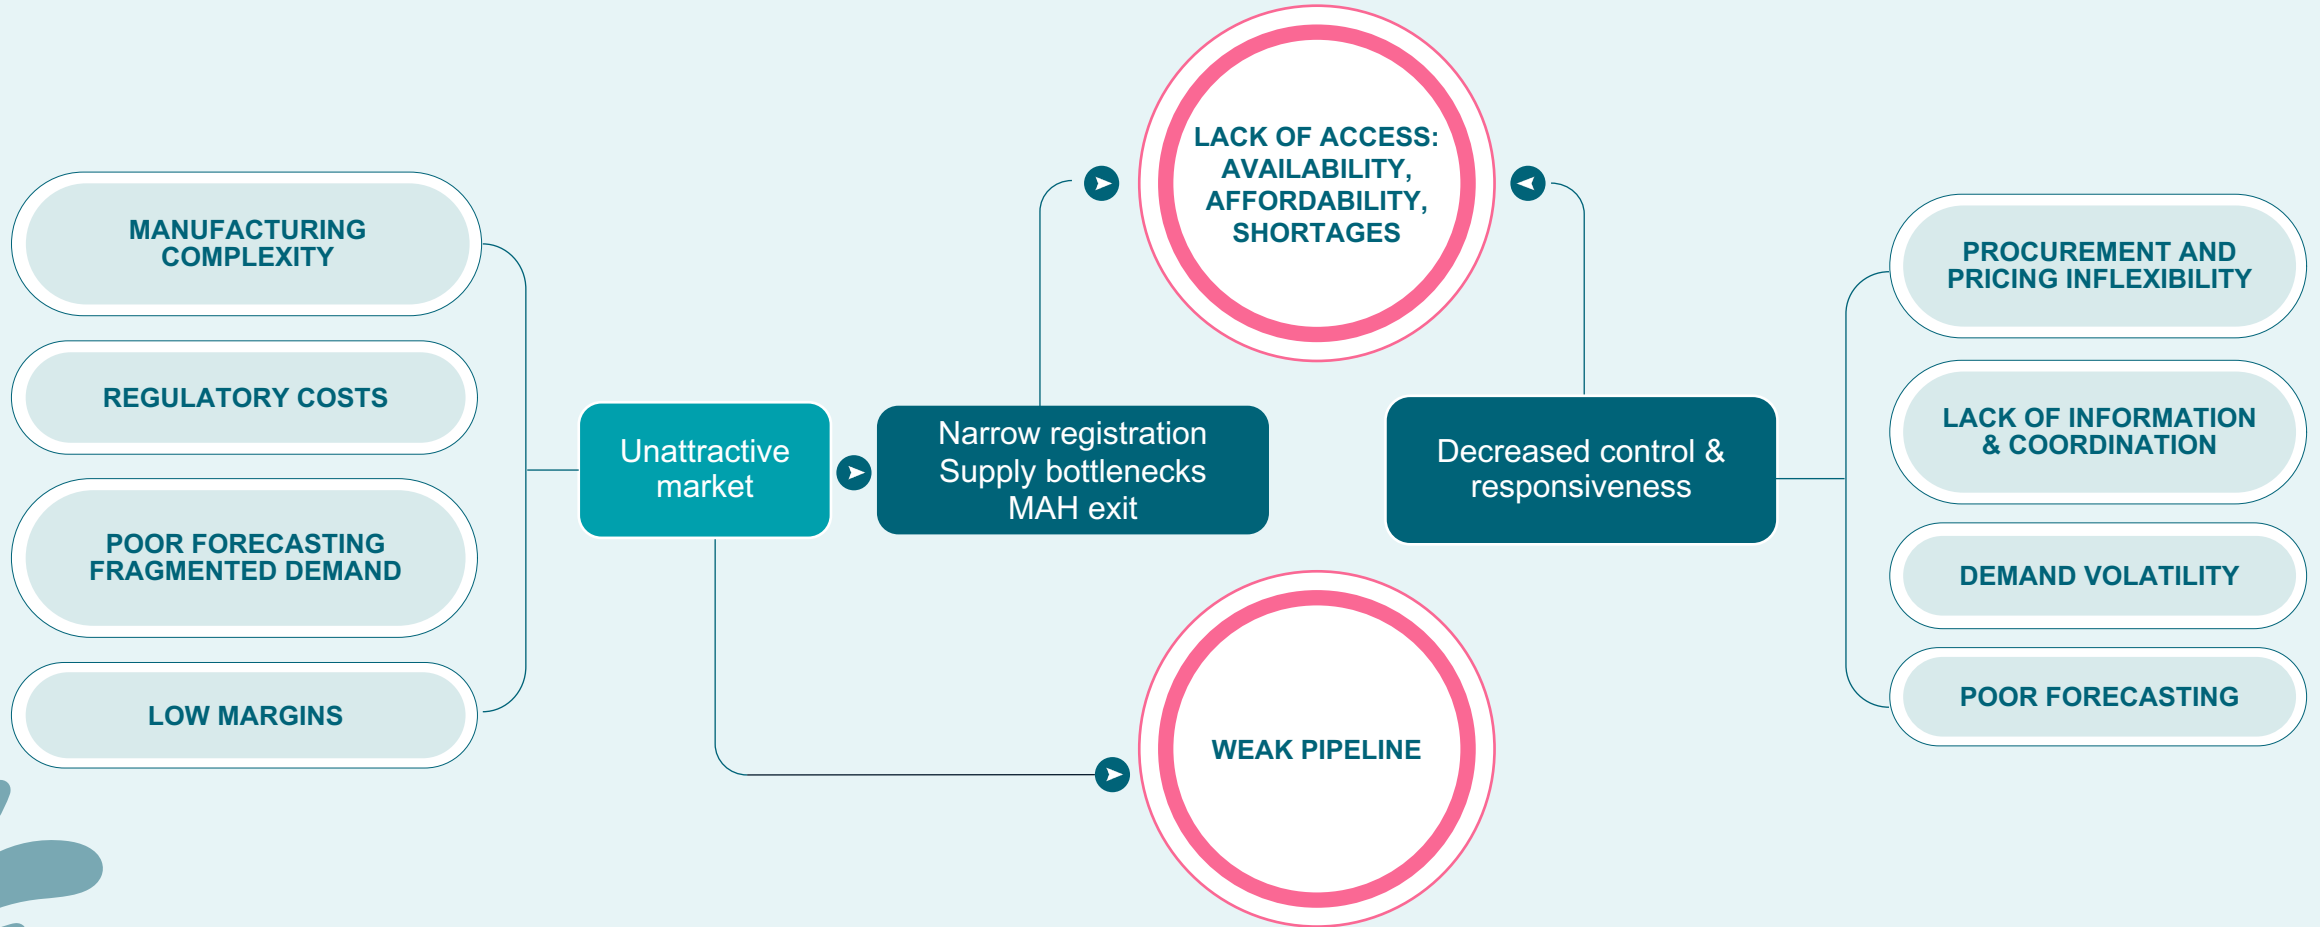 LACK OF ACCESS:
AVAILABILITY,
AFFORDABILITY,
SHORTAGES
MANUFACTURING
COMPLEXITY
REGULATORY COSTS
POOR FORECASTING
FRAGMENTED DEMAND
LOW MARGINS
Unattractive
market
Narrow registration
Supply bottlenecks
MAH exit
Decreased control &
responsiveness
PROCUREMENT AND
PRICING INFLEXIBILITY
LACK OF INFORMATION
& COORDINATION
DEMAND VOLATILITY
POOR FORECASTING
WEAK PIPELINE